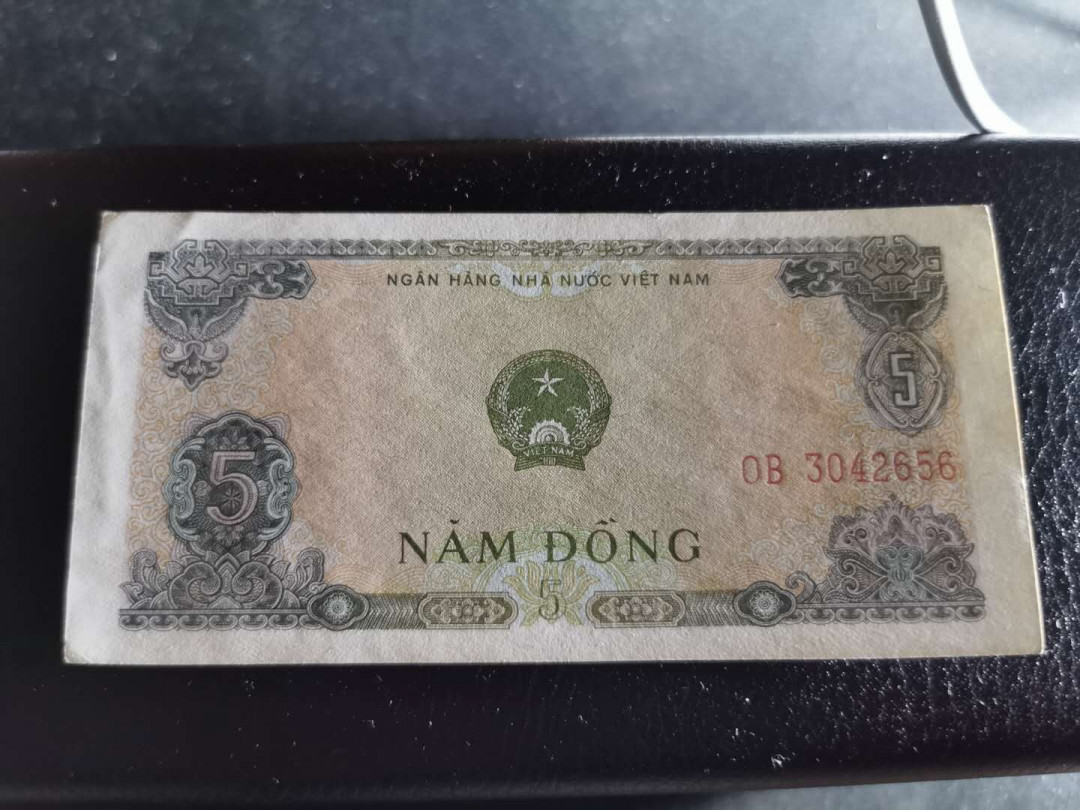 NGÂN HÀNG NHÀ NƯỚC VIỆT NAM
5
VIỆT NAM
5
OB 3042656
NĂM ĐỒNG
5